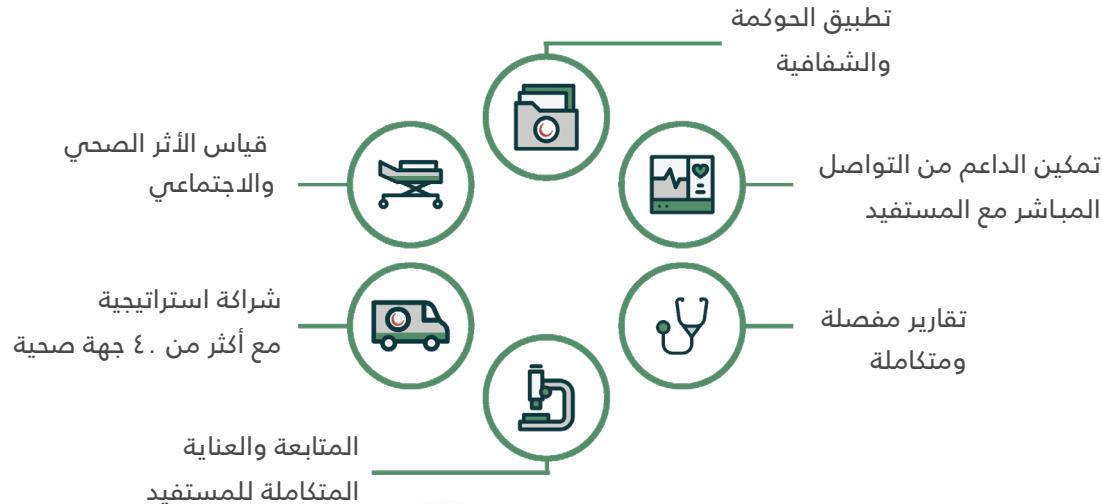 تطبيق الحوكمة
والشفافية
تمكين الداعم من التواصل
المباشر مع المستفيد
تقارير مفصلة
ومتكاملة
المتابعة والعناية
المتكاملة للمستفيد
شراكة استراتيجية
مع أكثر من ٤٠ جهة صحية
قياس الأثر الصحي
والاجتماعي